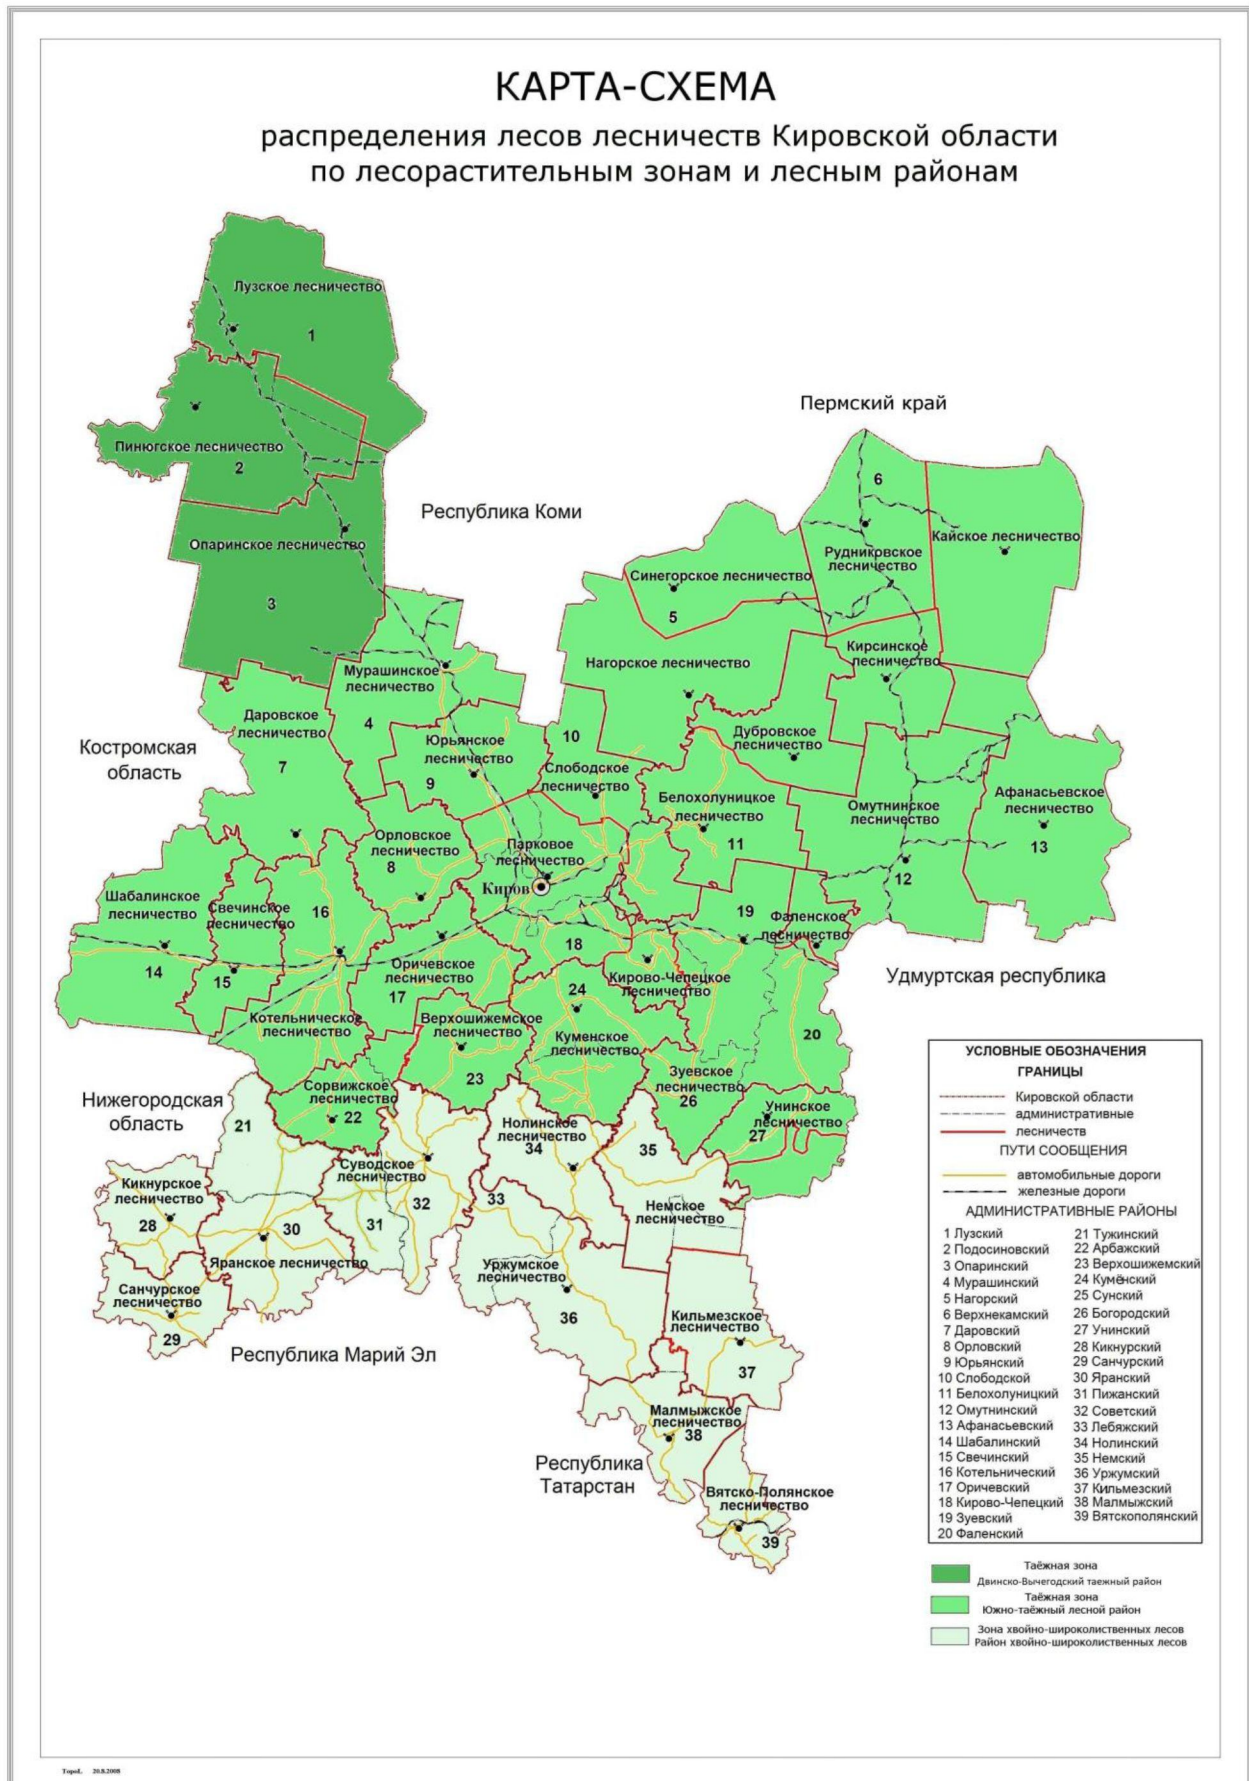 КАРТА-СХЕМА
распределения лесов лесничеств Кировской области
по лесорастительным зонам и лесным районам
Лузское лесничество
1
Пермский край
Пинюгское лесничество
2
6
Республика Коми
Кайское лесничество
Опаринское лесничество
Рудниковское
лесничество
Синегорское лесничество
3
5
Кирсинское
лесничество
Нагорское лесничество
Мурашинское
лесничество
Даровское
лесничество
4
10
Дубровское
лесничество
Костромская
область
Юрьянское
лесничество
7
9
Слободское
лесничество
Белохолуницкое
лесничество
Омутнинское
лесничество
Афанасьевское
лесничество
Орловское
лесничество
8
Парковое
лесничество
11
13
12
Киров
Шабалинское
лесничество
Свечинское
лесничество
16
19
Фаленское
лесничество
18
14
15
Оричевское
лесничество
17
Кирово-Чепецкое
лесничество
24
Удмуртская республика
Котельническое
лесничество
Верхошижемское
лесничество
Куменское
лесничество
20
23
Зуевское
лесничество
26
Сорвижское
лесничество
22
Нижегородская
область
21
Унинское
лесничество
27
Нолинское
лесничество
34
35
Суводское
лесничество
Кикнурское
лесничество
28
32
33
Немское
лесничество
31
30
Яранское лесничество
Уржумское
лесничество
36
Санчурское
лесничество
29
Кильмезское
лесничество
37
Республика Марий Эл
Малмыжское
лесничество
38
Республика
Татарстан
Вятско-Полянское
лесничество
39
УСЛОВНЫЕ ОБОЗНАЧЕНИЯ
ГРАНИЦЫ
Кировской области
административные
лесничеств
ПУТИ СООБЩЕНИЯ
автомобильные дороги
железные дороги
АДМИНИСТРАТИВНЫЕ РАЙОНЫ
1 Лузский
2 Подосиновский
3 Опаринский
4 Мурашинский
5 Нагорский
6 Верхнекамский
7 Даровский
8 Орловский
9 Юрьянский
10 Слободской
11 Белохолуницкий
12 Омутнинский
13 Афанасьевский
14 Шабалинский
15 Свечинский
16 Котельнический
17 Оричевский
18 Кирово-Чепецкий
19 Зуевский
20 Фаленский
21 Тужинский
22 Арбажский
23 Верхошижемский
24 Кумёнский
25 Сунский
26 Богородский
27 Унинский
28 Кикнурский
29 Санчурский
30 Яранский
31 Пижанский
32 Советский
33 Лебяжский
34 Нолинский
35 Немский
36 Уржумский
37 Кильмезский
38 Малмыжский
39 Вятскополянский
Таёжная зона
Двинско-Вычегодский таежный район
Таёжная зона
Южно-таёжный лесной район
Зона хвойно-широколиственных лесов
Район хвойно-широколиственных лесов
TopoL 20.8.2008